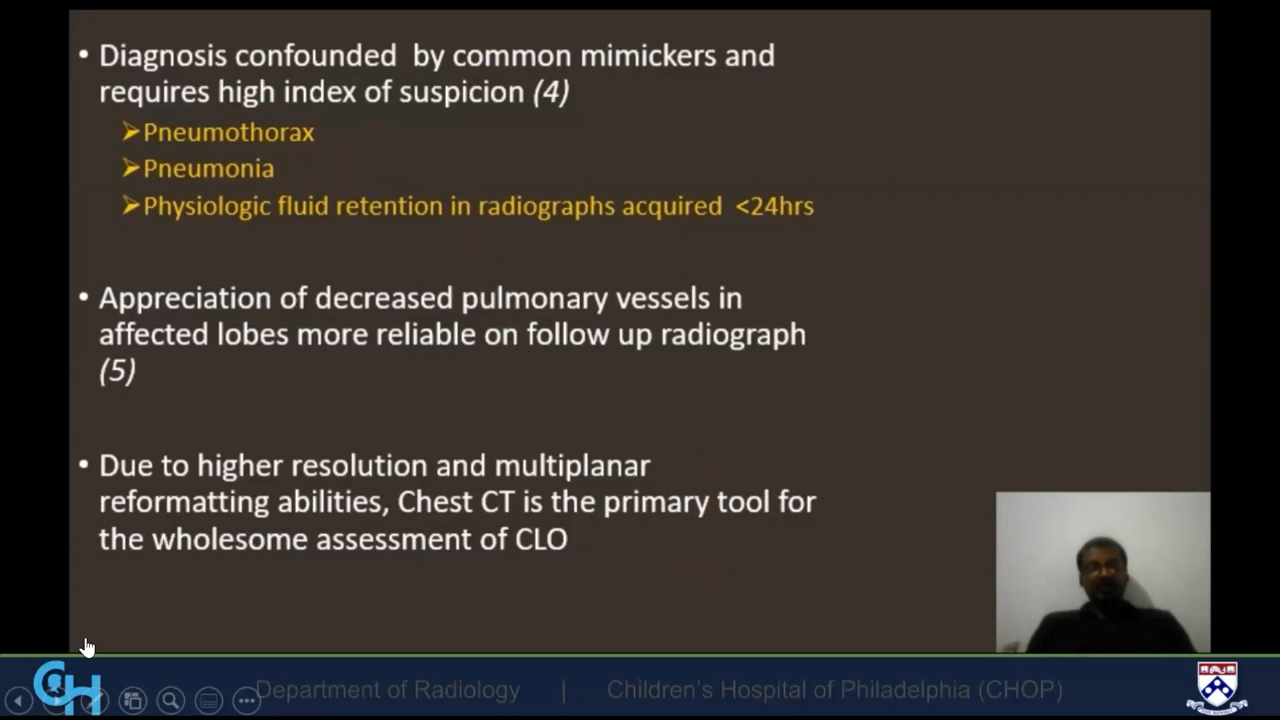 • Diagnosis confounded by common mimickers and
requires high index of suspicion (4)
➢Pneumothorax
➢Pneumonia
➢Physiologic fluid retention in radiographs acquired <24hrs
• Appreciation of decreased pulmonary vessels in
affected lobes more reliable on follow up radiograph
(5)
• Due to higher resolution and multiplanar
reformatting abilities, Chest CT is the primary tool for
the wholesome assessment of CLO
CH
Department of Radiology | Children's Hospital of Philadelphia (CHOP)